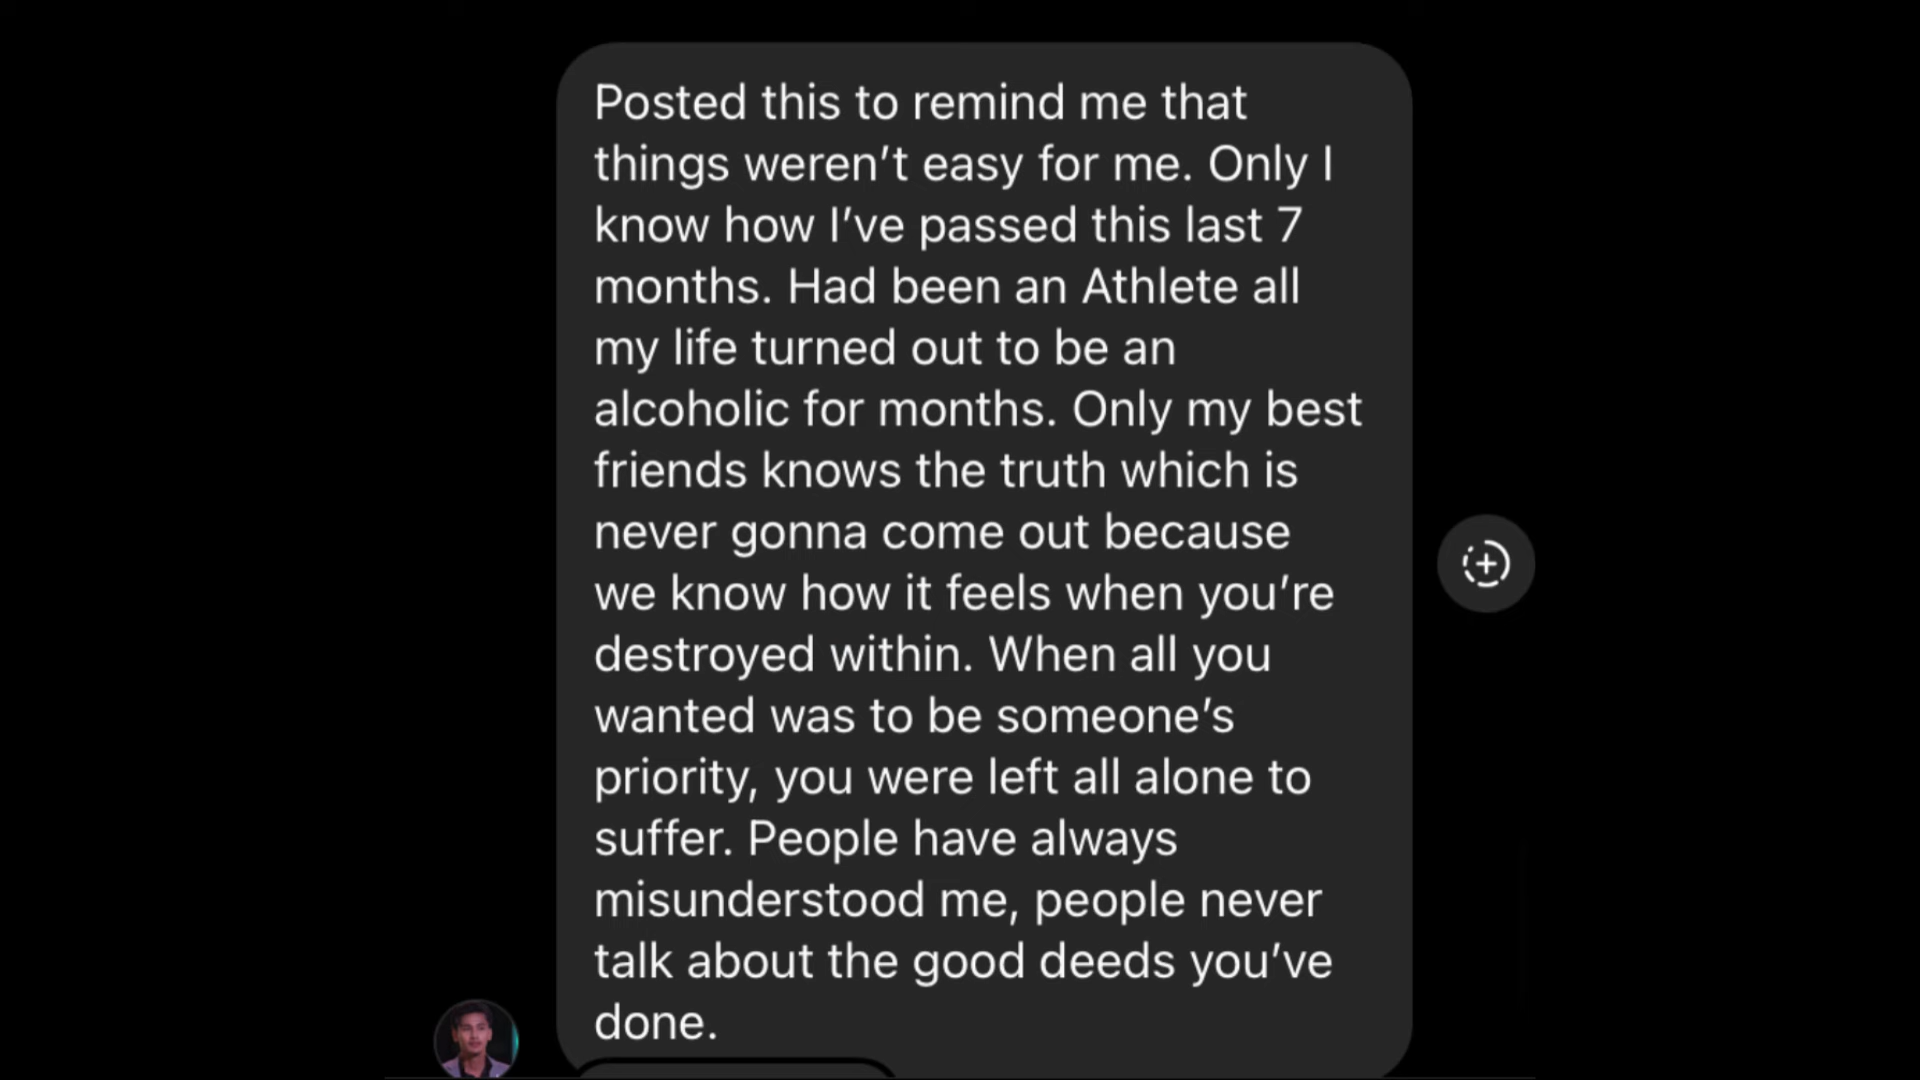 Posted this to remind me that
things weren’t easy for me. Only I
know how I’ve passed this last 7
months. Had been an Athlete all
my life turned out to be an
alcoholic for months. Only my best
friends knows the truth which is
never gonna come out because
we know how it feels when you’re
destroyed within. When all you
wanted was to be someone’s
priority, you were left all alone to
suffer. People have always
misunderstood me, people never
talk about the good deeds you’ve
done.